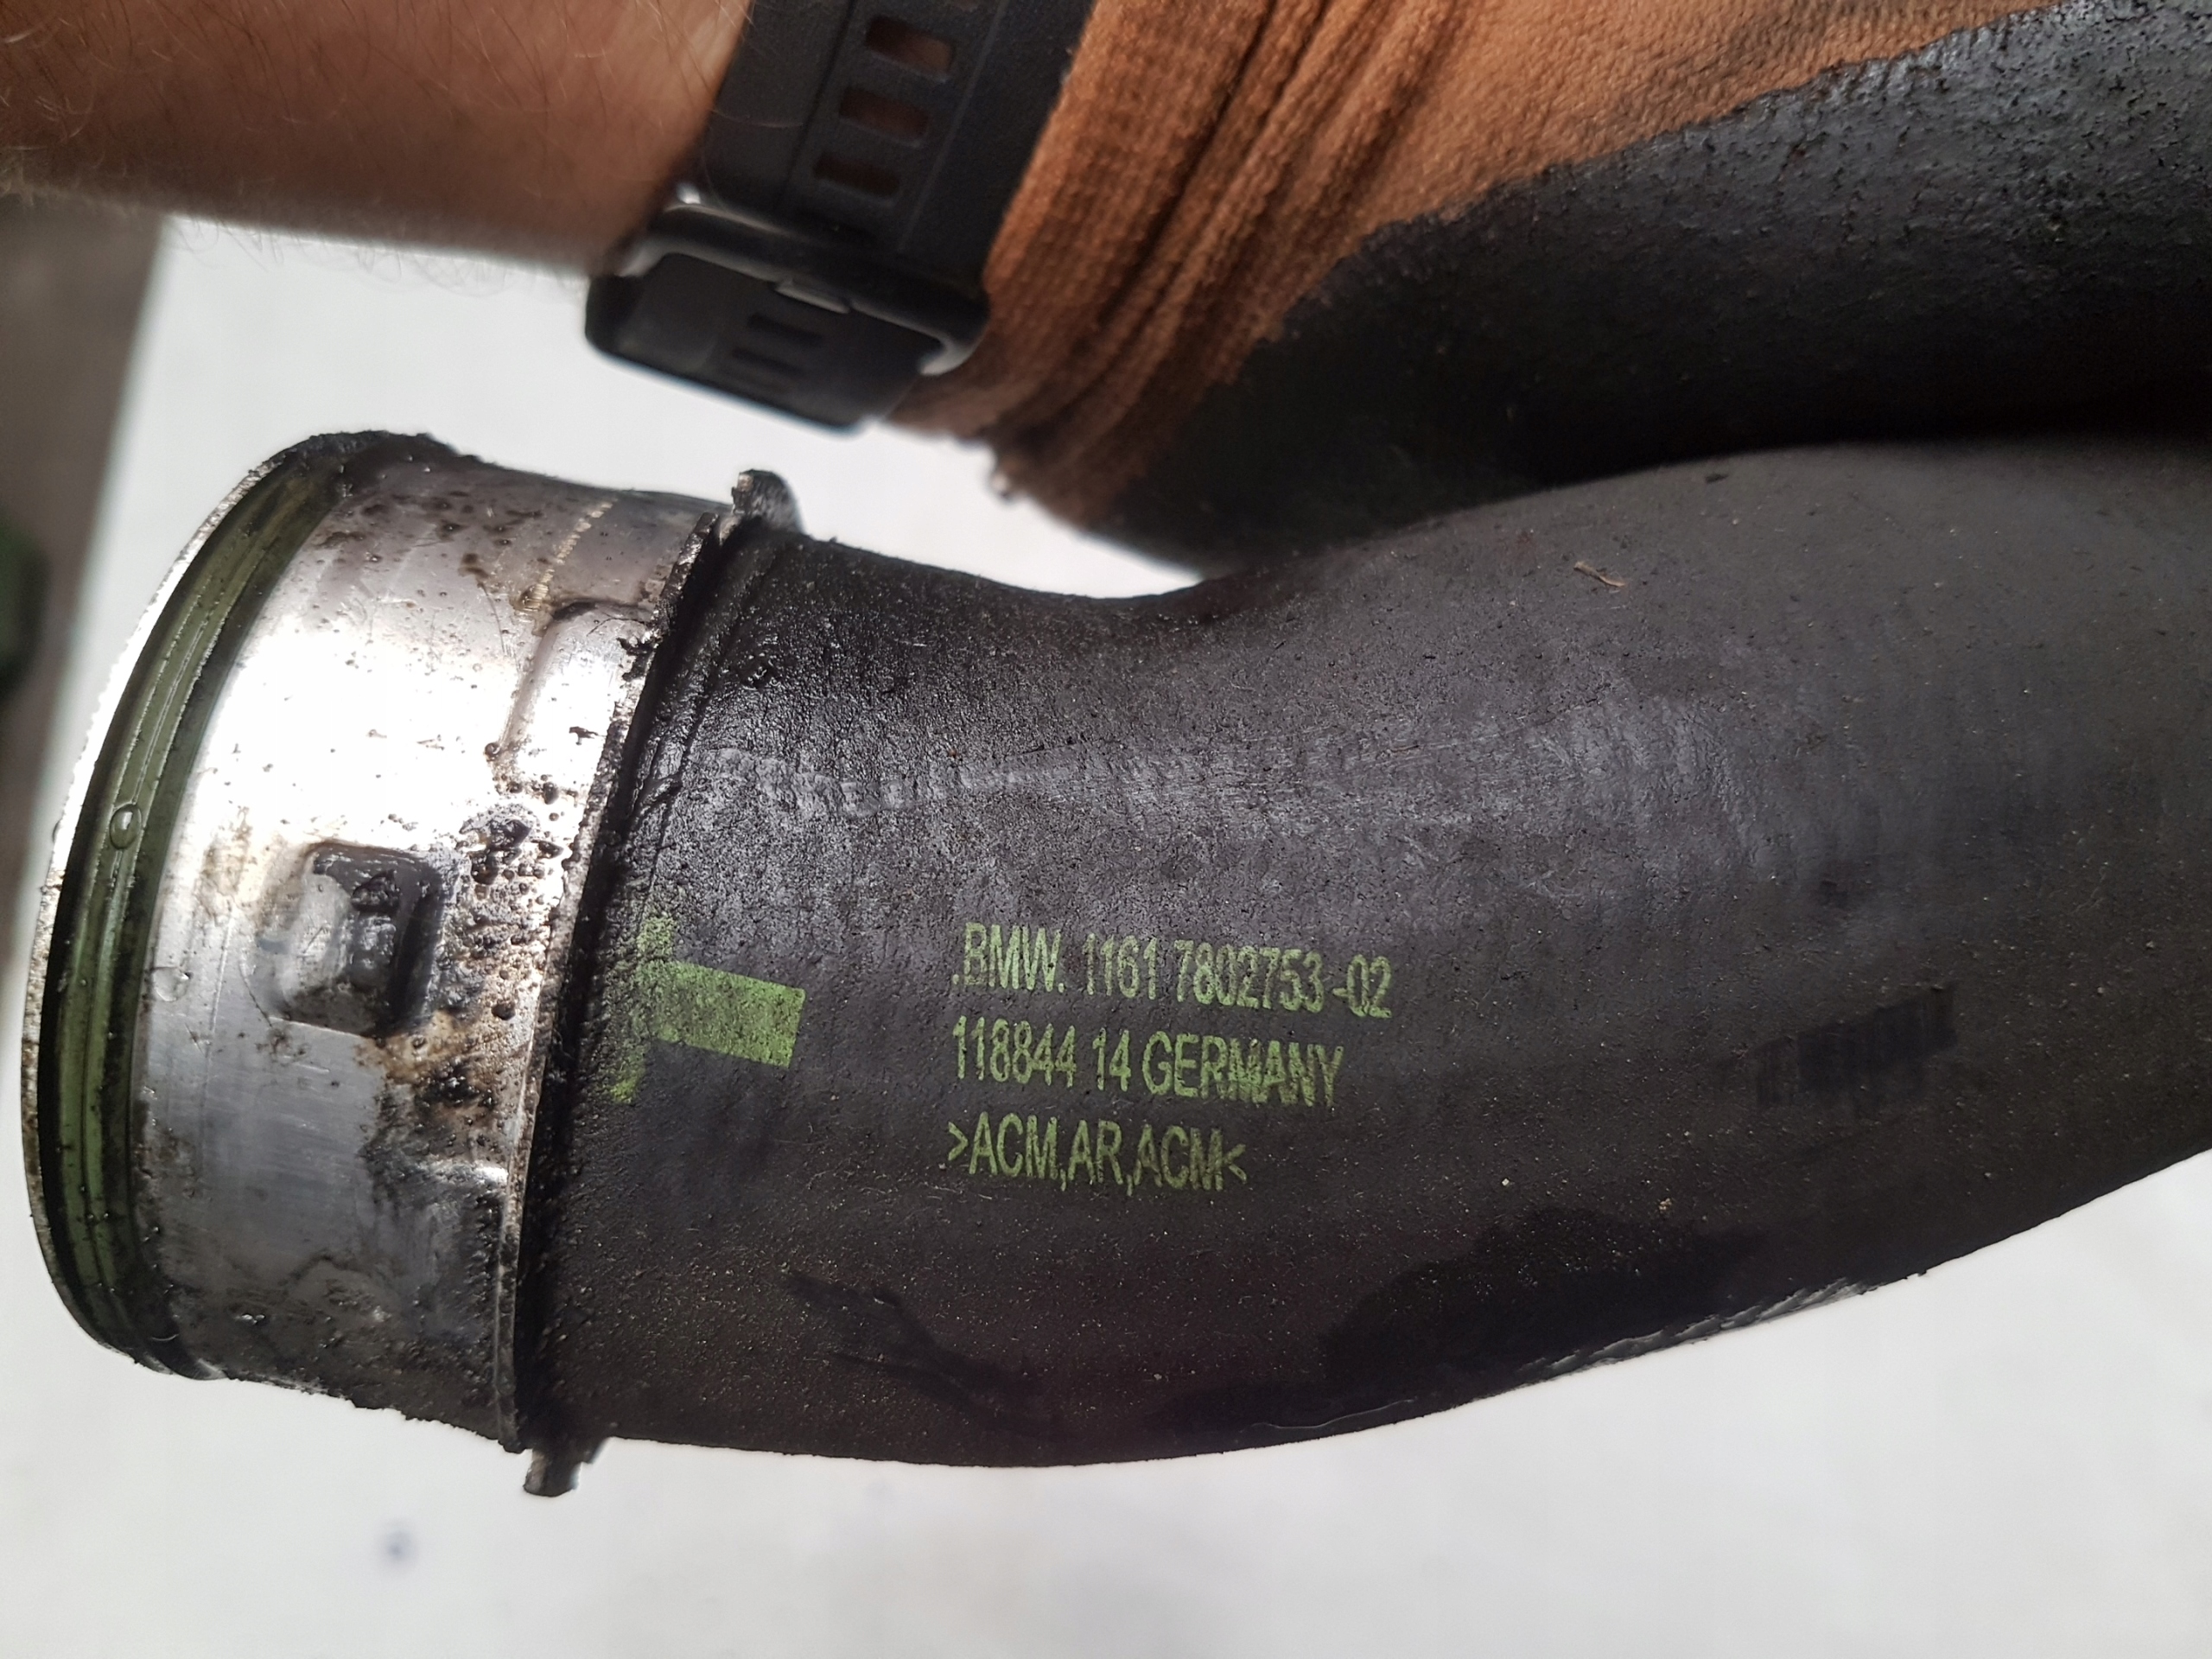 .BMW. 1161 7802753-02
118844 14 GERMANY
>ACM,AR,ACM<